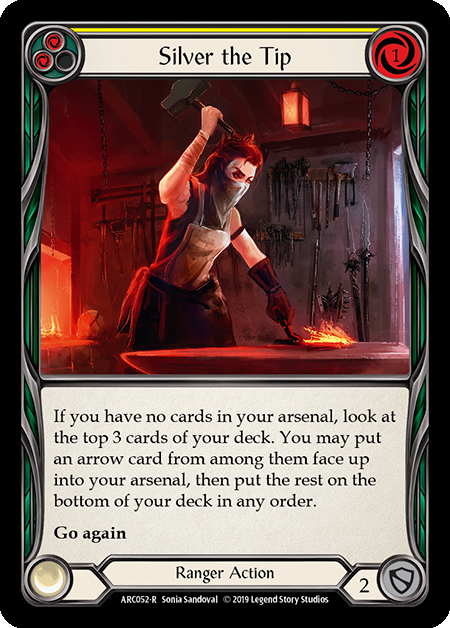 Silver the Tip
1
If you have no cards in your arsenal, look at
the top 3 cards of your deck. You may put
an arrow card from among them face up
into your arsenal, then put the rest on the
bottom of your deck in any order.
Go again
Ranger Action
2
ARC052-R Sonia Sandoval © 2019 Legend Story Studios